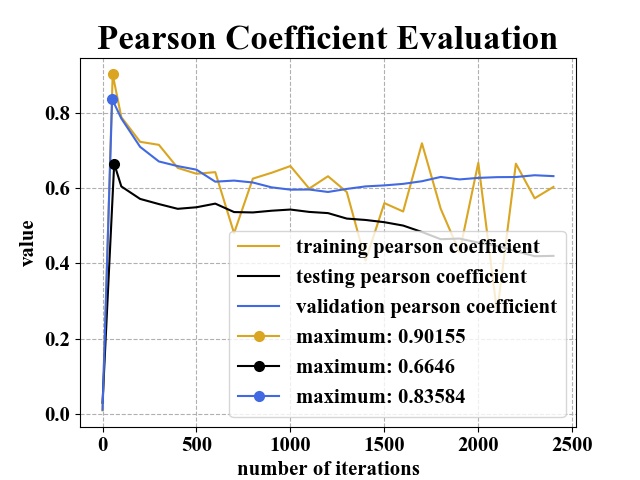 Pearson Coefficient Evaluation
value
0.8
0.6
0.4
0.2
0.0
training pearson coefficient
testing pearson coefficient
validation pearson coefficient
maximum: 0.90155
maximum: 0.6646
maximum: 0.83584
0 500 1000 1500 2000 2500
number of iterations